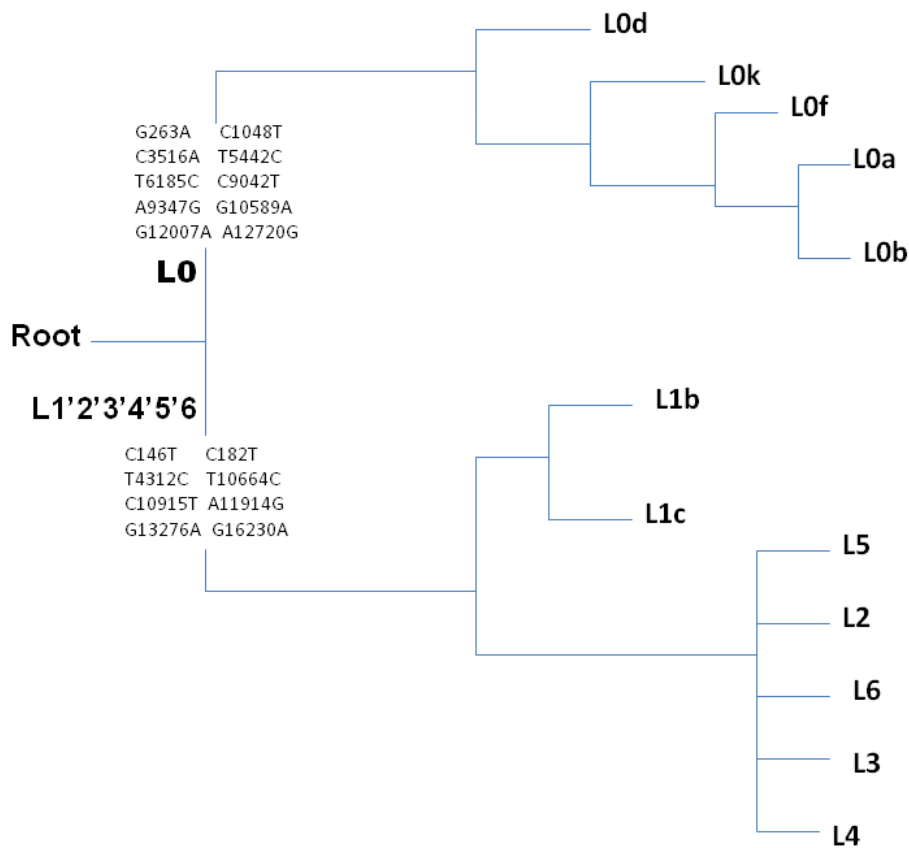 L0d
L0k
L0f
L0a
L0b
G263A C1048T
C3516A T5442C
T6185C C9042T
A9347G G10589A
G12007A A12720G
L0
Root
L1’2’3’4’5’6
C146T C182T
T4312C T10664C
C10915T A11914G
G13276A G16230A
L1b
L1c
L5
L2
L6
L3
L4